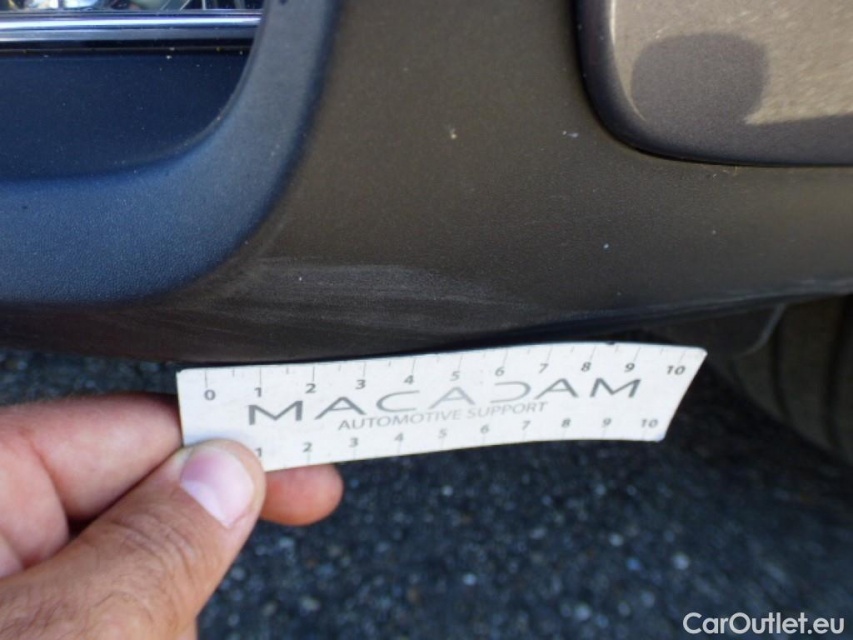 0 1 2 3 4 5 6 7 8 9 10
MACADAM
AUTOMOTIVE SUPPORT
1 2 3 4 5 6 7 8 9 10
CarOutlet.eu